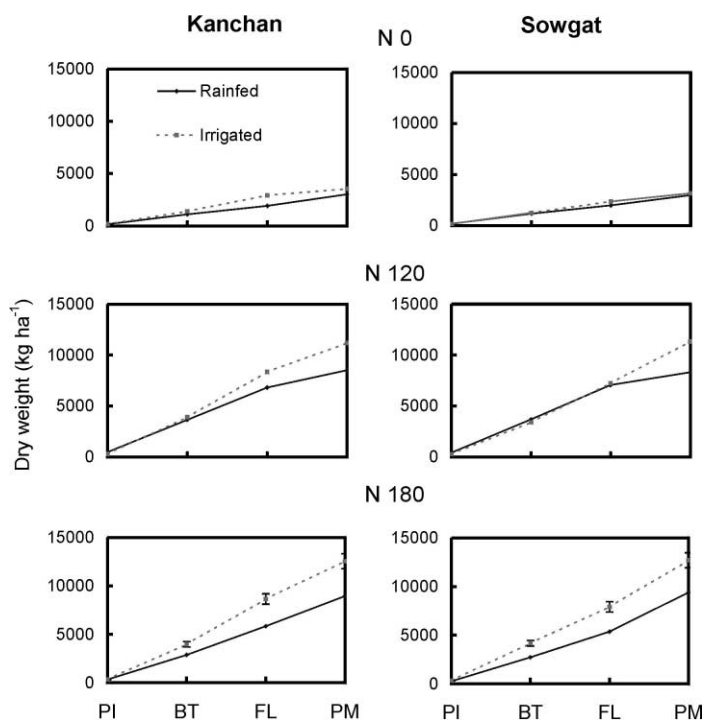 Kanchan Sowgat
N 0
15000 15000
Rainfed
10000 10000
Irrigated
5000 5000
0 0
N 120
15000 15000
10000 10000
5000 5000
0 0
Dry weight (kg ha⁻¹)
N 180
15000 15000
10000 10000
5000 5000
0 0
PI BT FL PM PI BT FL PM